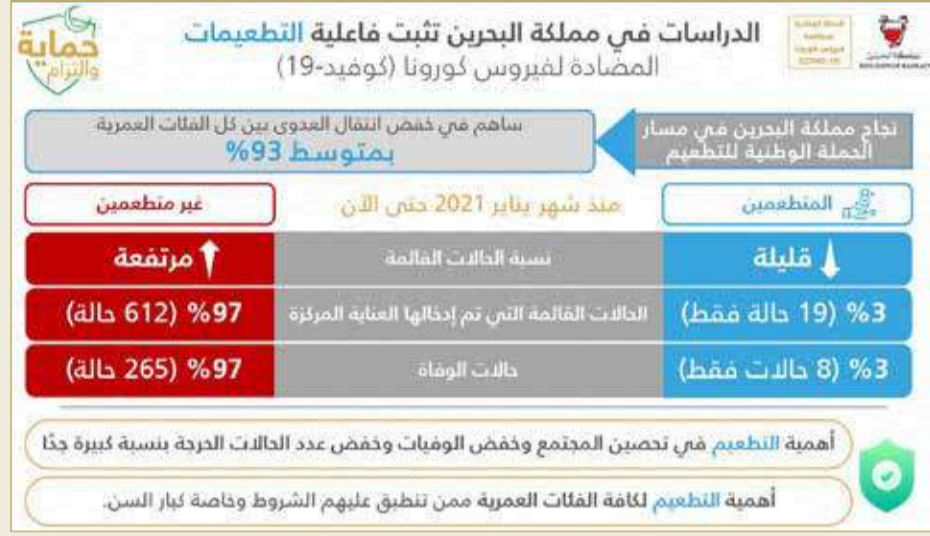 حماية
والتزام
الدراسات في مملكة البحرين تثبت فاعلية التطعيمات
المضادة لفيروس كورونا (كوفيد-19)
نجاح مملكة البحرين في مسار
الحملة الوطنية للتطعيم
ساهم في خفض انتقال العدوى بين كل الفئات العمرية
بمتوسط 93%
المتطعمين
منذ شهر يناير 2021 حتى الآن
غير متطعمين
قليلة
نسبة الحالات القائمة
مرتفعة
3% (19 حالة فقط)
الحالات القائمة التي تم إدخالها العناية المركزة
97% (612 حالة)
3% (8 حالات فقط)
حالات الوفاة
97% (265 حالة)
أهمية التطعيم في تحصين المجتمع وخفض الوفيات وخفض عدد الحالات الحرجة بنسبة كبيرة جدًا
أهمية التطعيم لكافة الفئات العمرية ممن تنطبق عليهم الشروط وخاصة كبار السن.